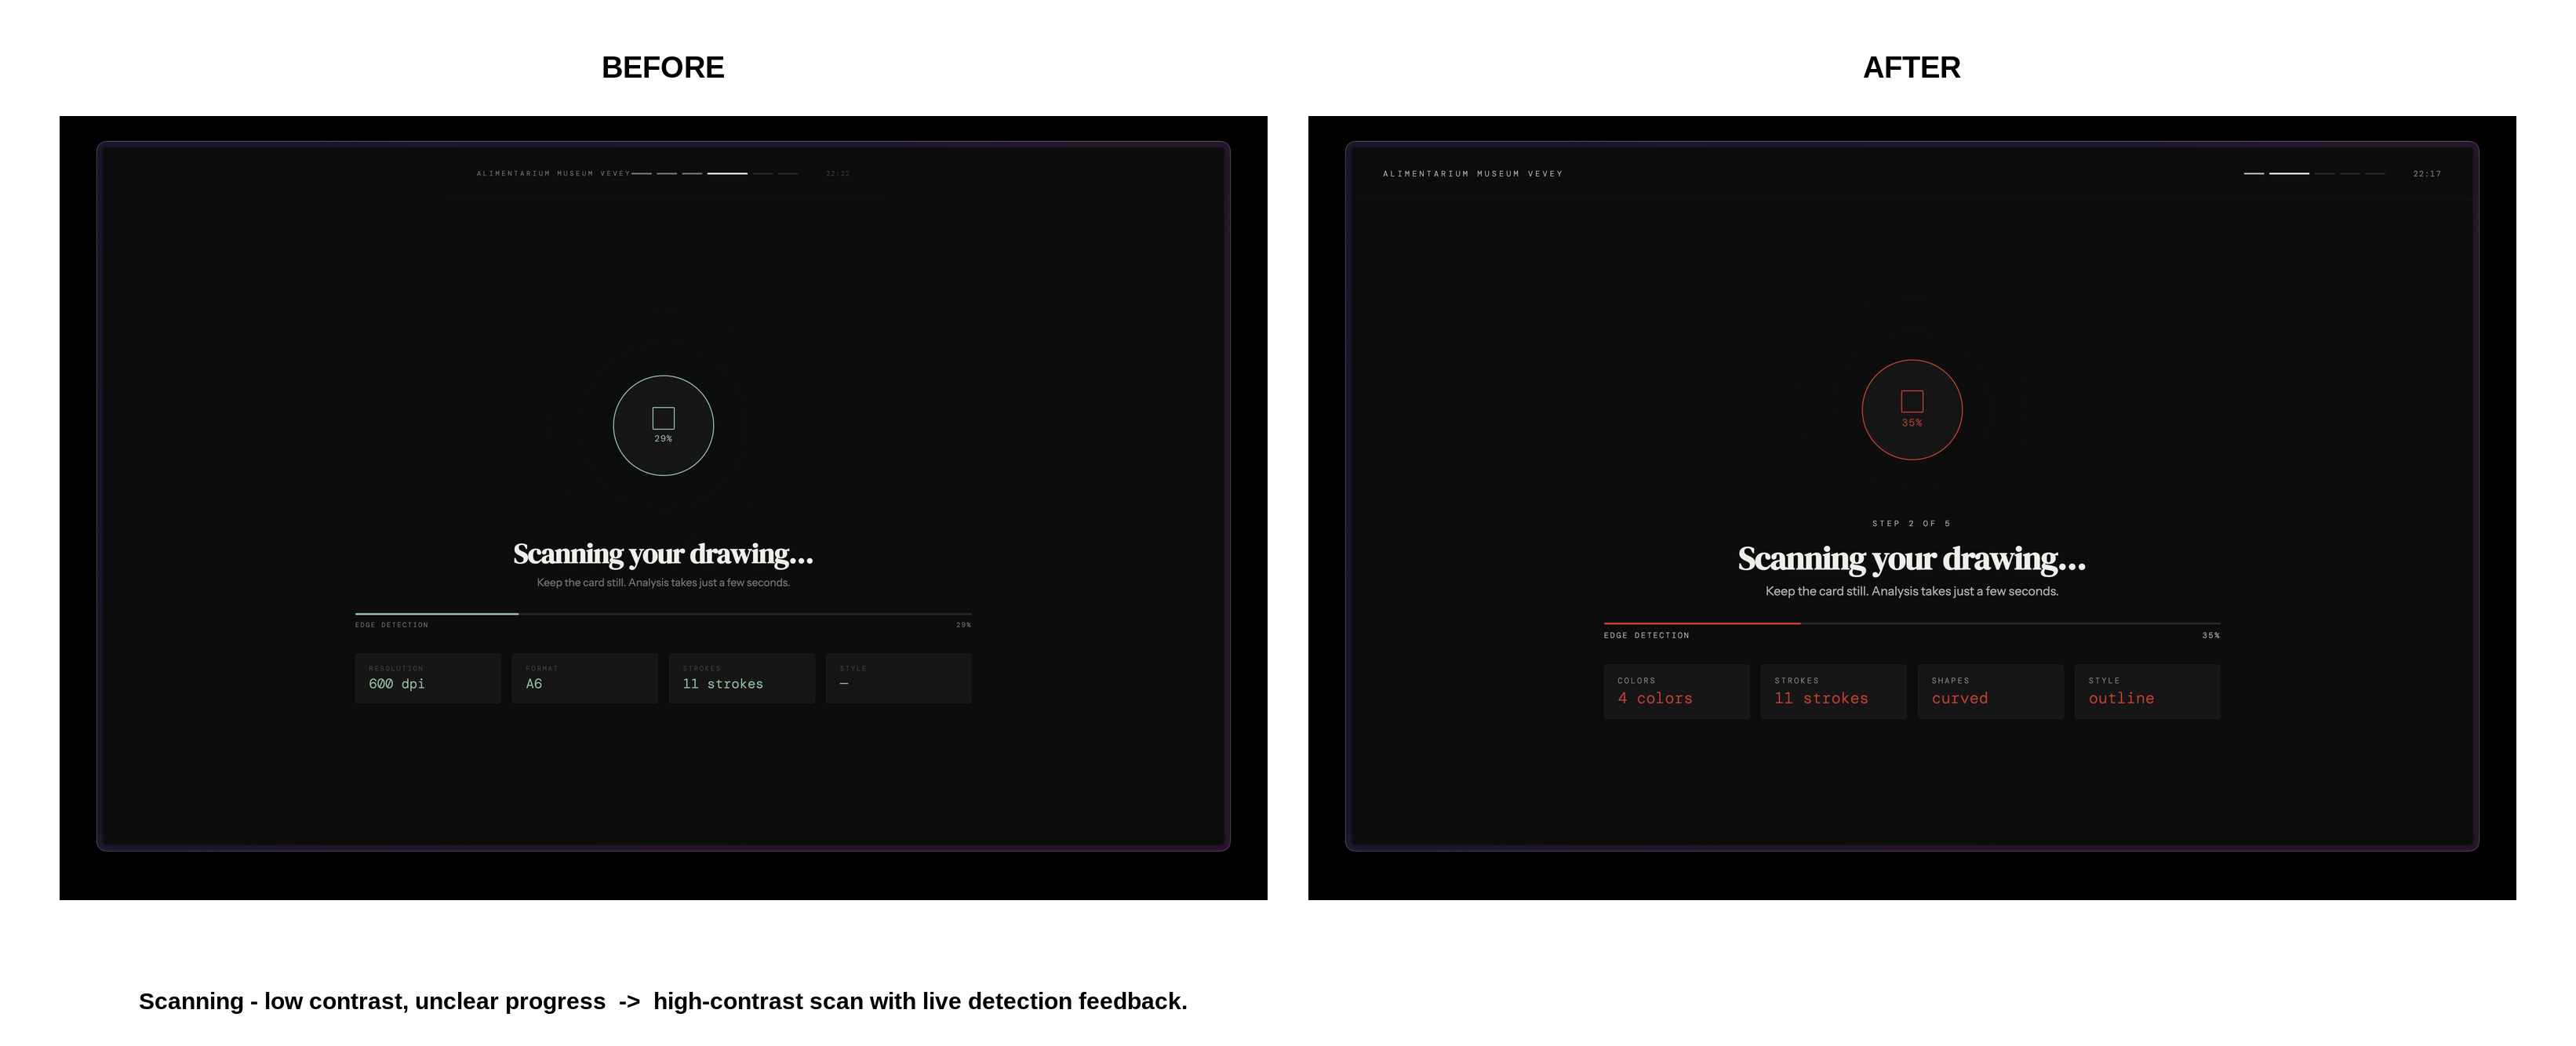 BEFORE
AFTER
ALIMENTARIUM MUSEUM VEVEY
22:22
29%
Scanning your drawing...
Keep the card still. Analysis takes just a few seconds.
EDGE DETECTION
29%
RESOLUTION
600 dpi
FORMAT
A6
STROKES
11 strokes
STYLE
—
ALIMENTARIUM MUSEUM VEVEY
22:17
35%
STEP 2 OF 5
Scanning your drawing...
Keep the card still. Analysis takes just a few seconds.
EDGE DETECTION
35%
COLORS
4 colors
STROKES
11 strokes
SHAPES
curved
STYLE
outline
Scanning - low contrast, unclear progress -> high-contrast scan with live detection feedback.